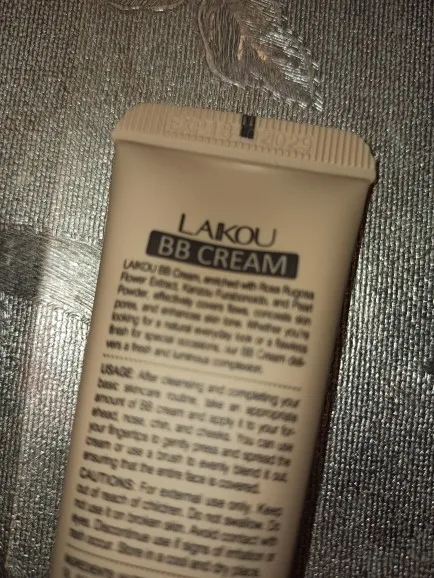 2029
LAIKOU
BB CREAM
LAIKOU BB Cream, enriched with Rosa Rugosa
Flower Extract, and Pearl
Powder, effectively covers flaws, conceals skin
pores, and enhances skin tone. Whether you're
looking for a natural everyday look or a flawless
finish for special occasions, our BB Cream deli-
vers a fresh and luminous complexion.
USAGE: After cleansing and completing your
basic skincare routine, take an appropriate
amount of BB cream and apply it to your for-
ehead, nose, chin, and cheeks. You can use
your fingertips to gently press and spread the
cream or use a brush to evenly blend it out,
ensuring that the entire face is covered.
CAUTIONS: For external use only. Keep
out of reach of children. Do not swallow. Do
not use it on broken skin. Avoid contact with
eyes. Discontinue use if signs of irritation or
rash occur. Store in a cool and dry place.